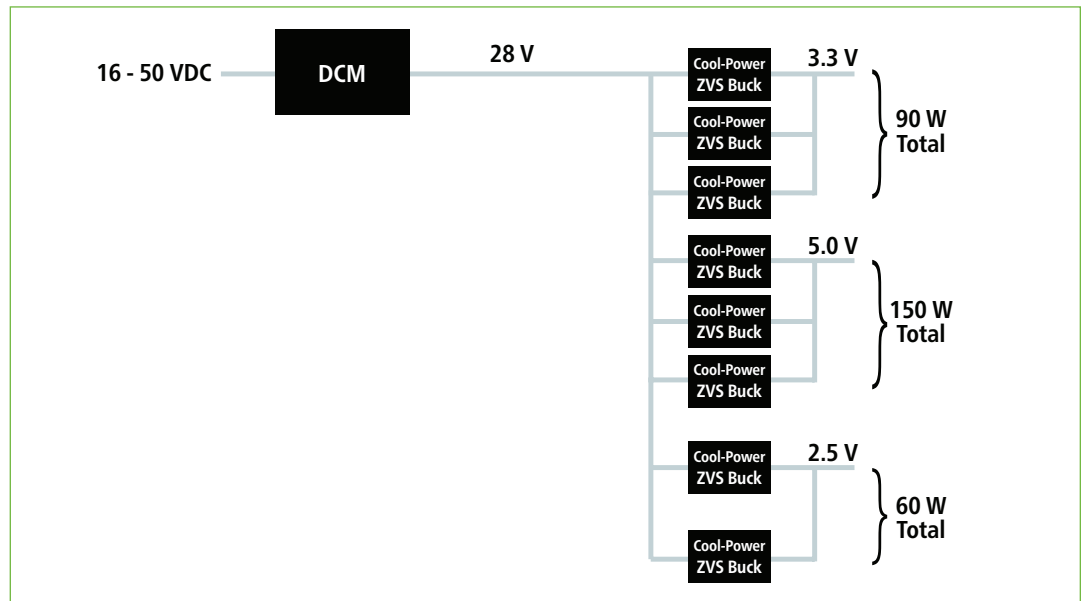 16 - 50 VDC
DCM
28 V
Cool-Power
ZVS Buck
3.3 V
Cool-Power
ZVS Buck
Cool-Power
ZVS Buck
90 W
Total
Cool-Power
ZVS Buck
5.0 V
Cool-Power
ZVS Buck
Cool-Power
ZVS Buck
150 W
Total
Cool-Power
ZVS Buck
2.5 V
Cool-Power
ZVS Buck
60 W
Total